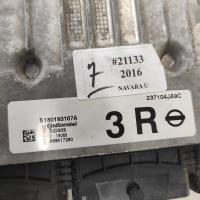 7
#21133
2016
NAVARA U
S180193167A
Continental
237104JA9C
3R